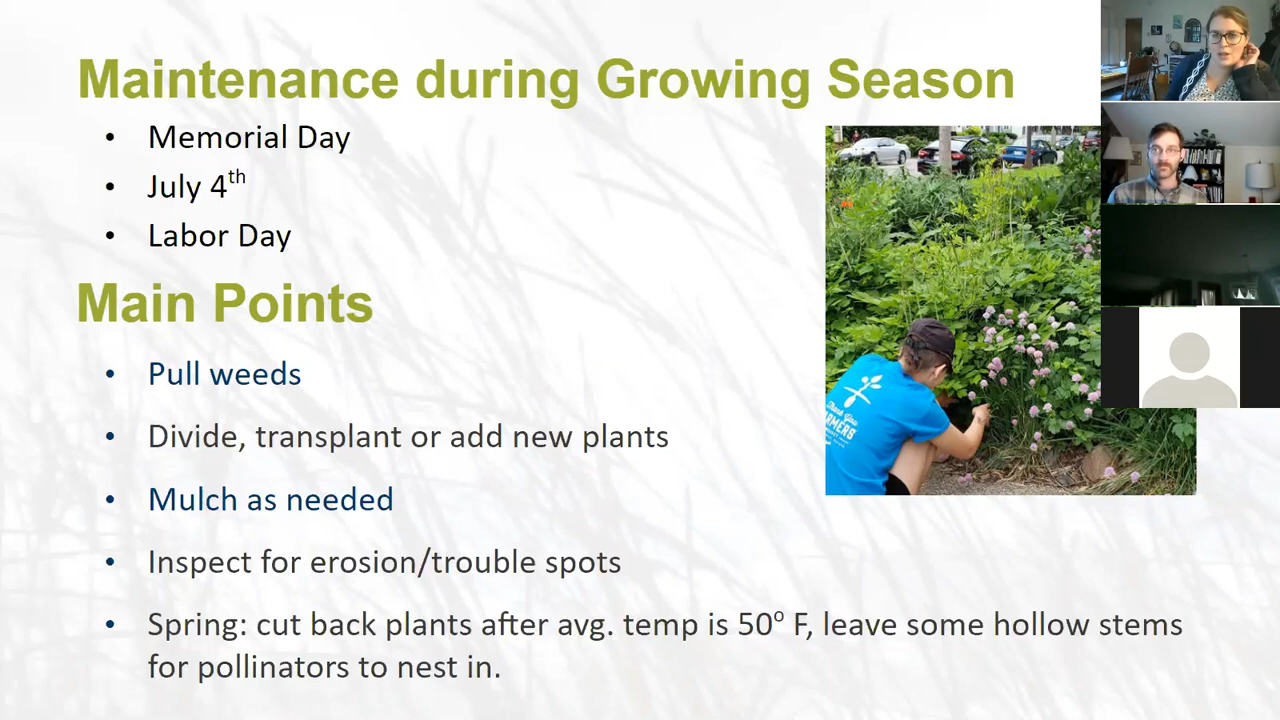 Maintenance during Growing Season
• Memorial Day
• July 4th
• Labor Day
Main Points
• Pull weeds
• Divide, transplant or add new plants
• Mulch as needed
• Inspect for erosion/trouble spots
• Spring: cut back plants after avg. temp is 50° F, leave some hollow stems
for pollinators to nest in.